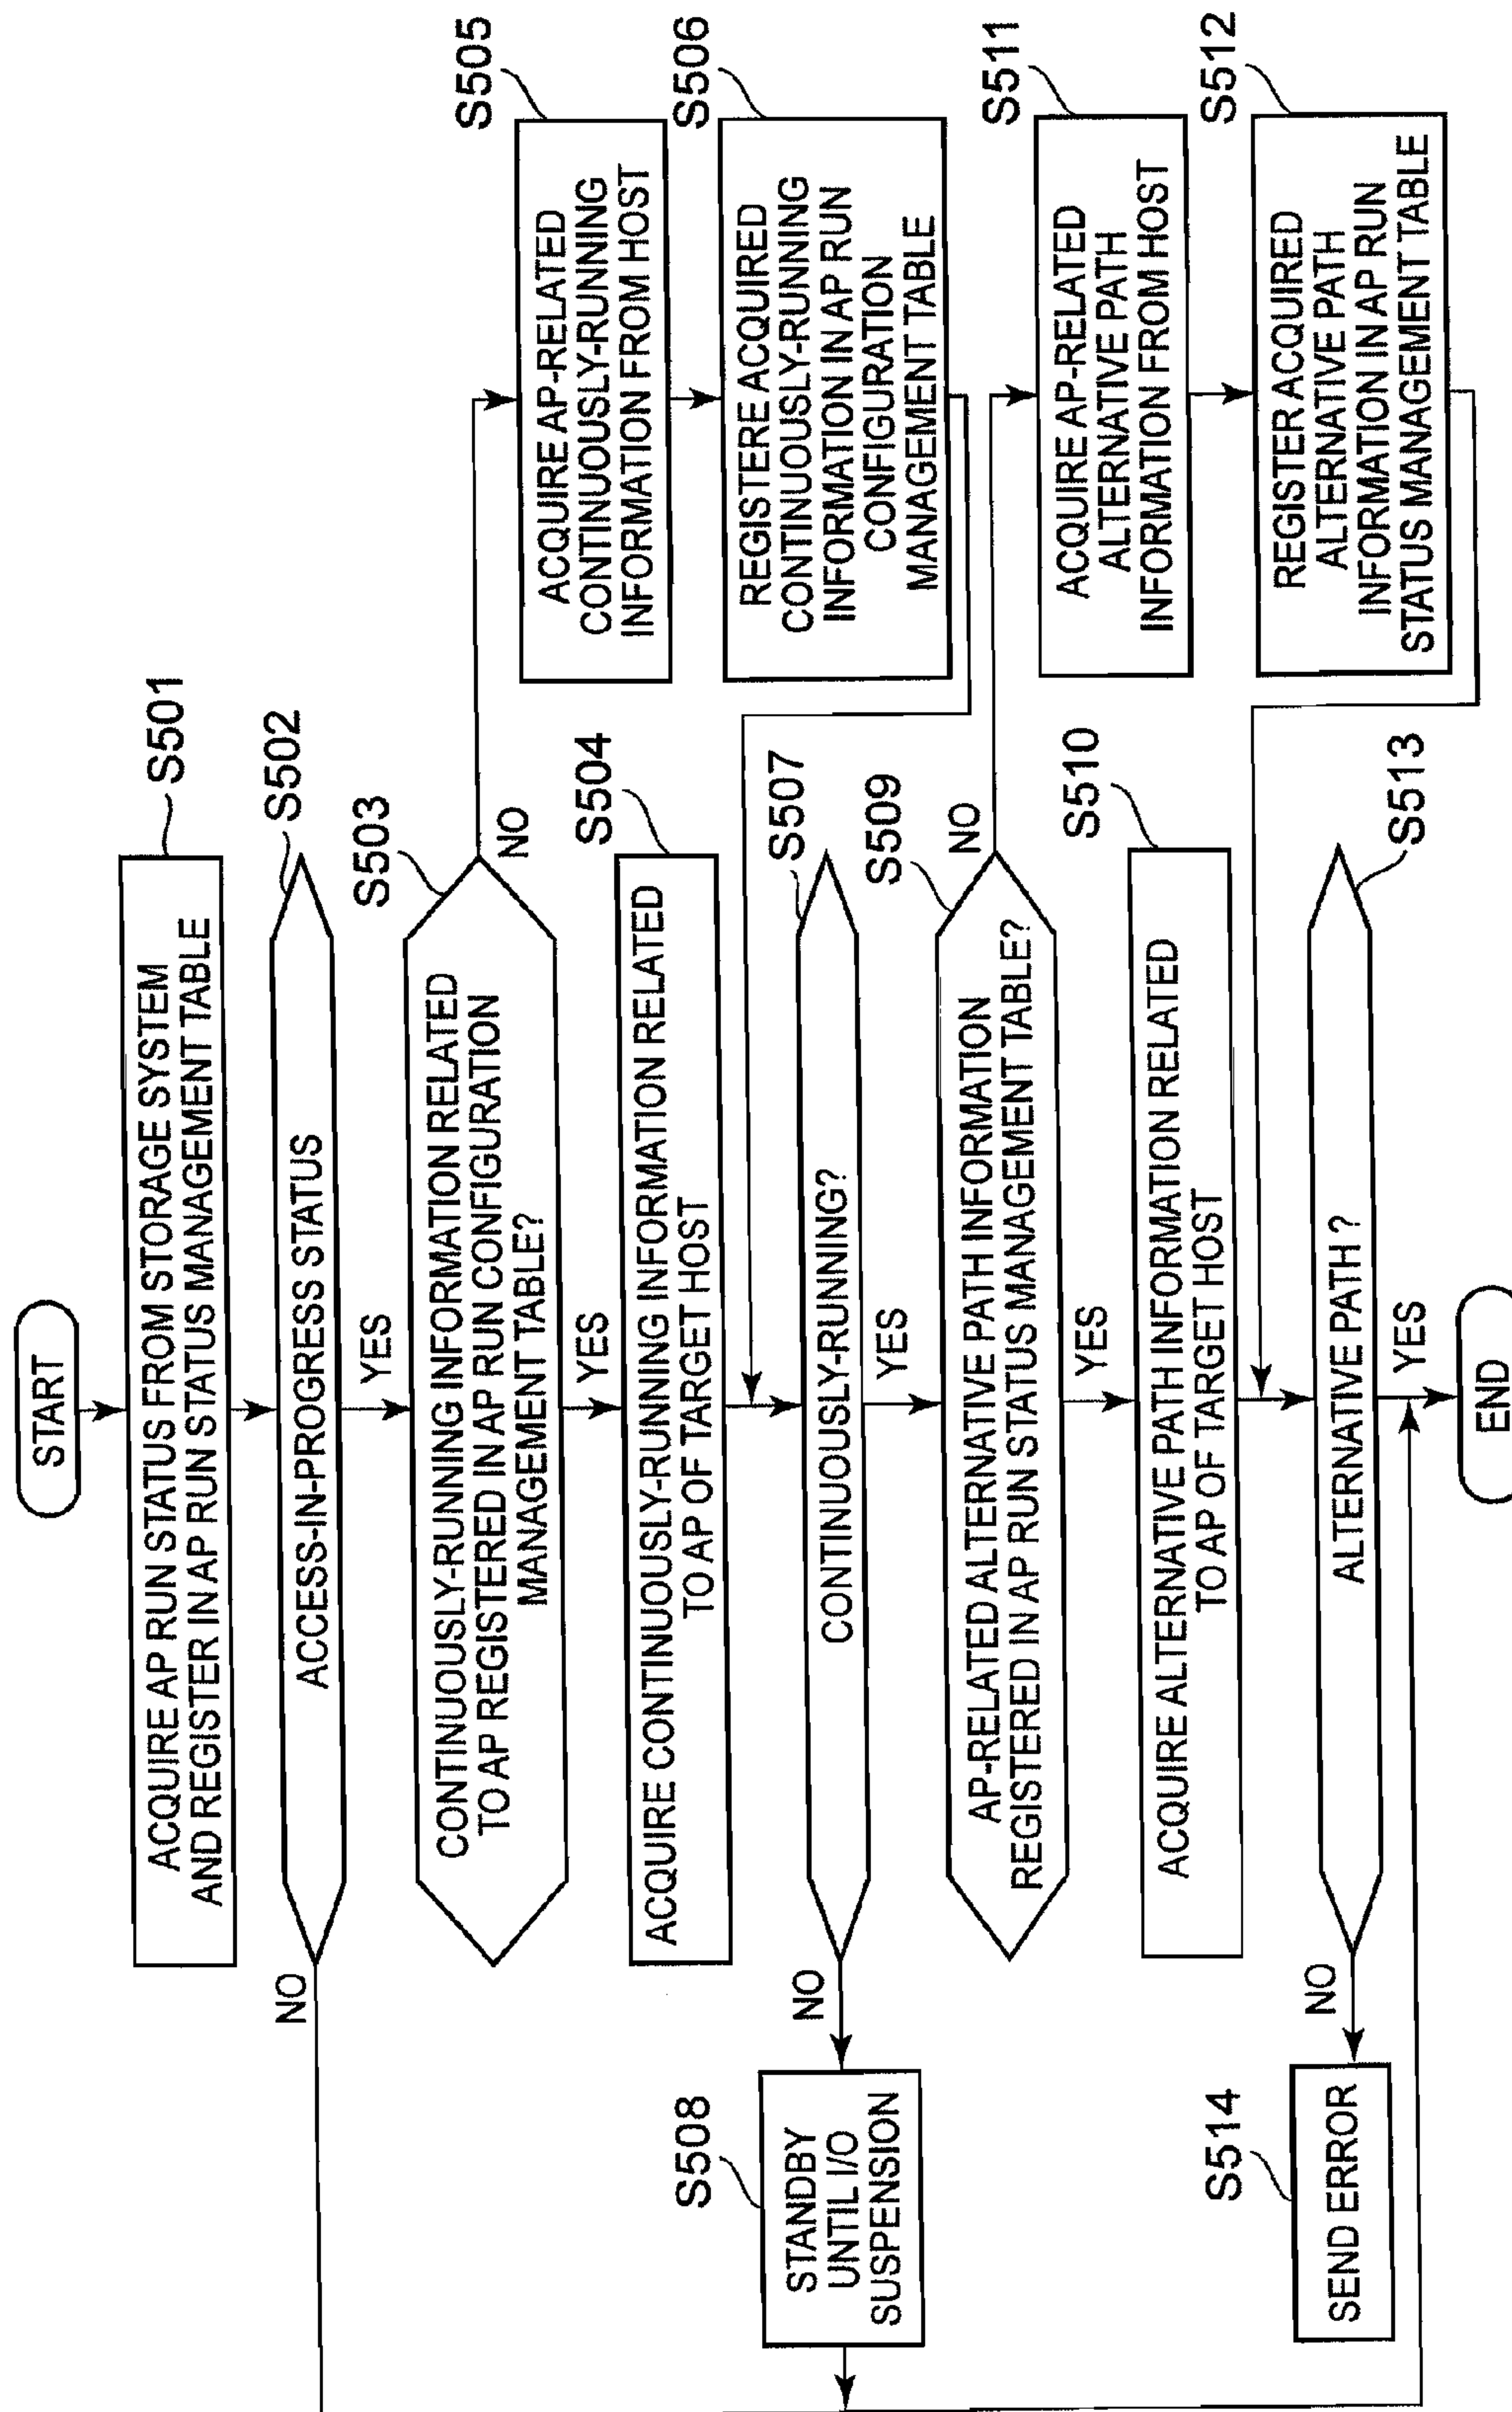 START
S501
ACQUIRE AP RUN STATUS FROM STORAGE SYSTEM
AND REGISTER IN AP RUN STATUS MANAGEMENT TABLE
S502
ACCESS-IN-PROGRESS STATUS
NO
YES
S503
CONTINUOUSLY-RUNNING INFORMATION RELATED
TO AP REGISTERED IN AP RUN CONFIGURATION
MANAGEMENT TABLE?
NO
YES
S505
ACQUIRE AP-RELATED
CONTINUOUSLY-RUNNING
INFORMATION FROM HOST
S504
ACQUIRE CONTINUOUSLY-RUNNING INFORMATION RELATED
TO AP OF TARGET HOST
S506
REGISTERE ACQUIRED
CONTINUOUSLY-RUNNING
INFORMATION IN AP RUN
CONFIGURATION
MANAGEMENT TABLE
S507
CONTINUOUSLY-RUNNING?
NO
YES
S508
STANDBY
UNTIL I/O
SUSPENSION
S509
AP-RELATED ALTERNATIVE PATH INFORMATION
REGISTERED IN AP RUN STATUS MANAGEMENT TABLE?
NO
YES
S511
ACQUIRE AP-RELATED
ALTERNATIVE PATH
INFORMATION FROM HOST
S510
ACQUIRE ALTERNATIVE PATH INFORMATION RELATED
TO AP OF TARGET HOST
S512
REGISTER ACQUIRED
ALTERNATIVE PATH
INFORMATION IN AP RUN
STATUS MANAGEMENT TABLE
S513
ALTERNATIVE PATH ?
NO
YES
S514
SEND ERROR
END